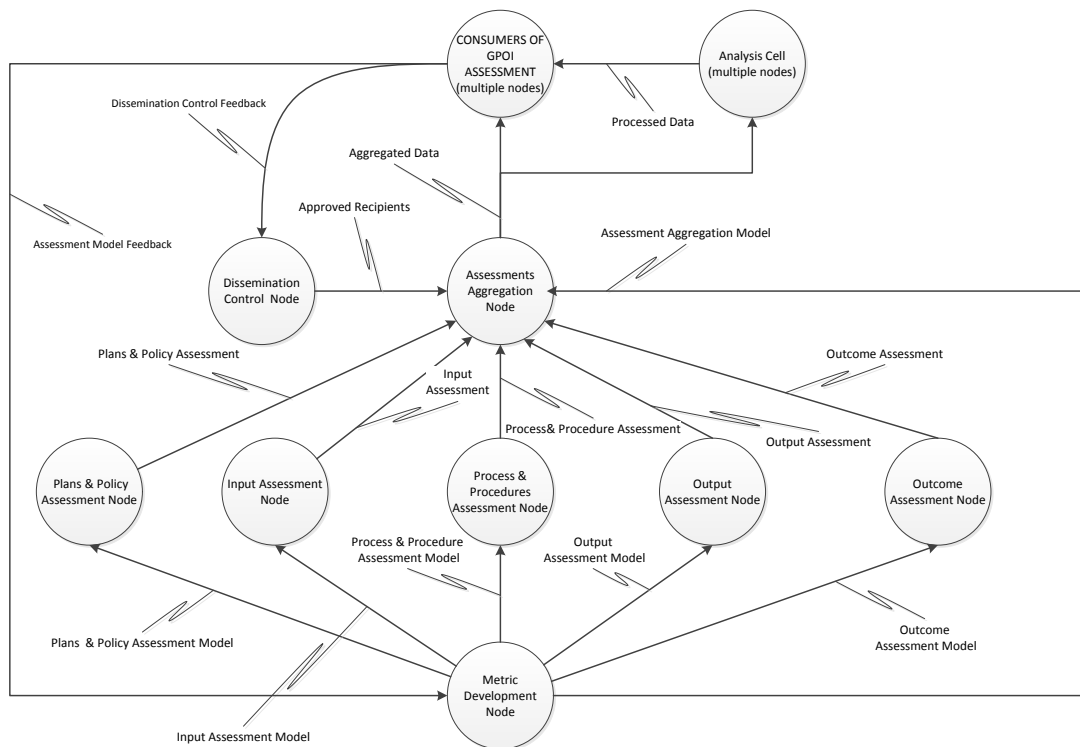 CONSUMERS OF
GPOI
ASSESSMENT
(multiple nodes)
Analysis Cell
(multiple nodes)
Dissemination Control Feedback
Processed Data
Aggregated Data
Approved Recipients
Assessment Model Feedback
Assessment Aggregation Model
Dissemination
Control  Node
Assessments
Aggregation
Node
Plans & Policy Assessment
Input
Assessment
Outcome Assessment
Process& Procedure Assessment
Output Assessment
Plans & Policy
Assessment Node
Input Assessment
Node
Process &
Procedures
Assessment Node
Output
Assessment Node
Outcome
Assessment Node
Process & Procedure
Assessment Model
Output
Assessment Model
Plans  & Policy Assessment Model
Outcome
Assessment Model
Metric
Development
Node
Input Assessment Model